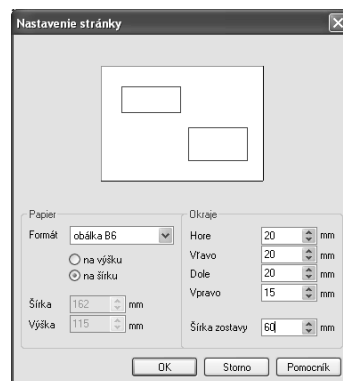 Nastavenie stránky
Papier
Formát obálka B6
na výšku
na šírku
Šírka 162 mm
Výška 115 mm
Okraje
Hore 20 mm
Vľavo 20 mm
Dole 20 mm
Vpravo 15 mm
Šírka zostavy 60 mm
OK Storno Pomocník